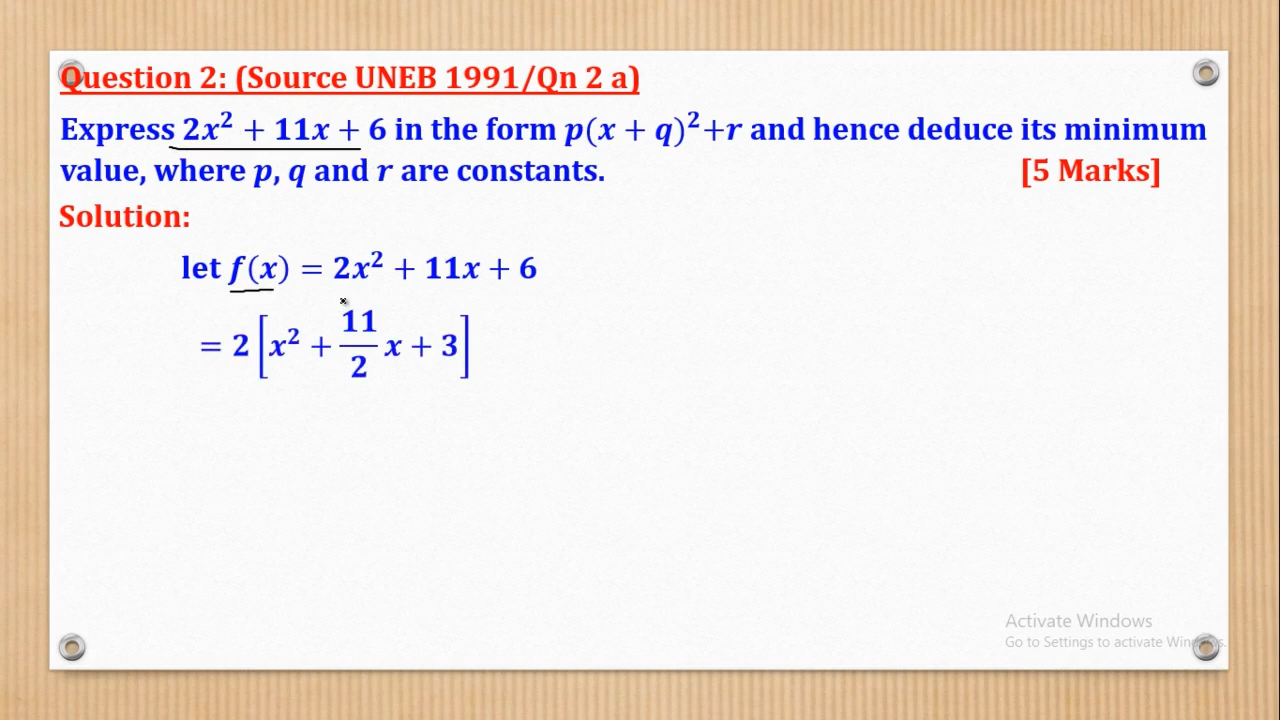 Question 2: (Source UNEB 1991/Qn 2 a)
Express 2x² + 11x + 6 in the form p(x + q)²+r and hence deduce its minimum
value, where p, q and r are constants. [5 Marks]
Solution:
let f(x) = 2x² + 11x + 6
= 2[x² + 11/2 x + 3]
Activate Windows
Go to Settings to activate Windows.